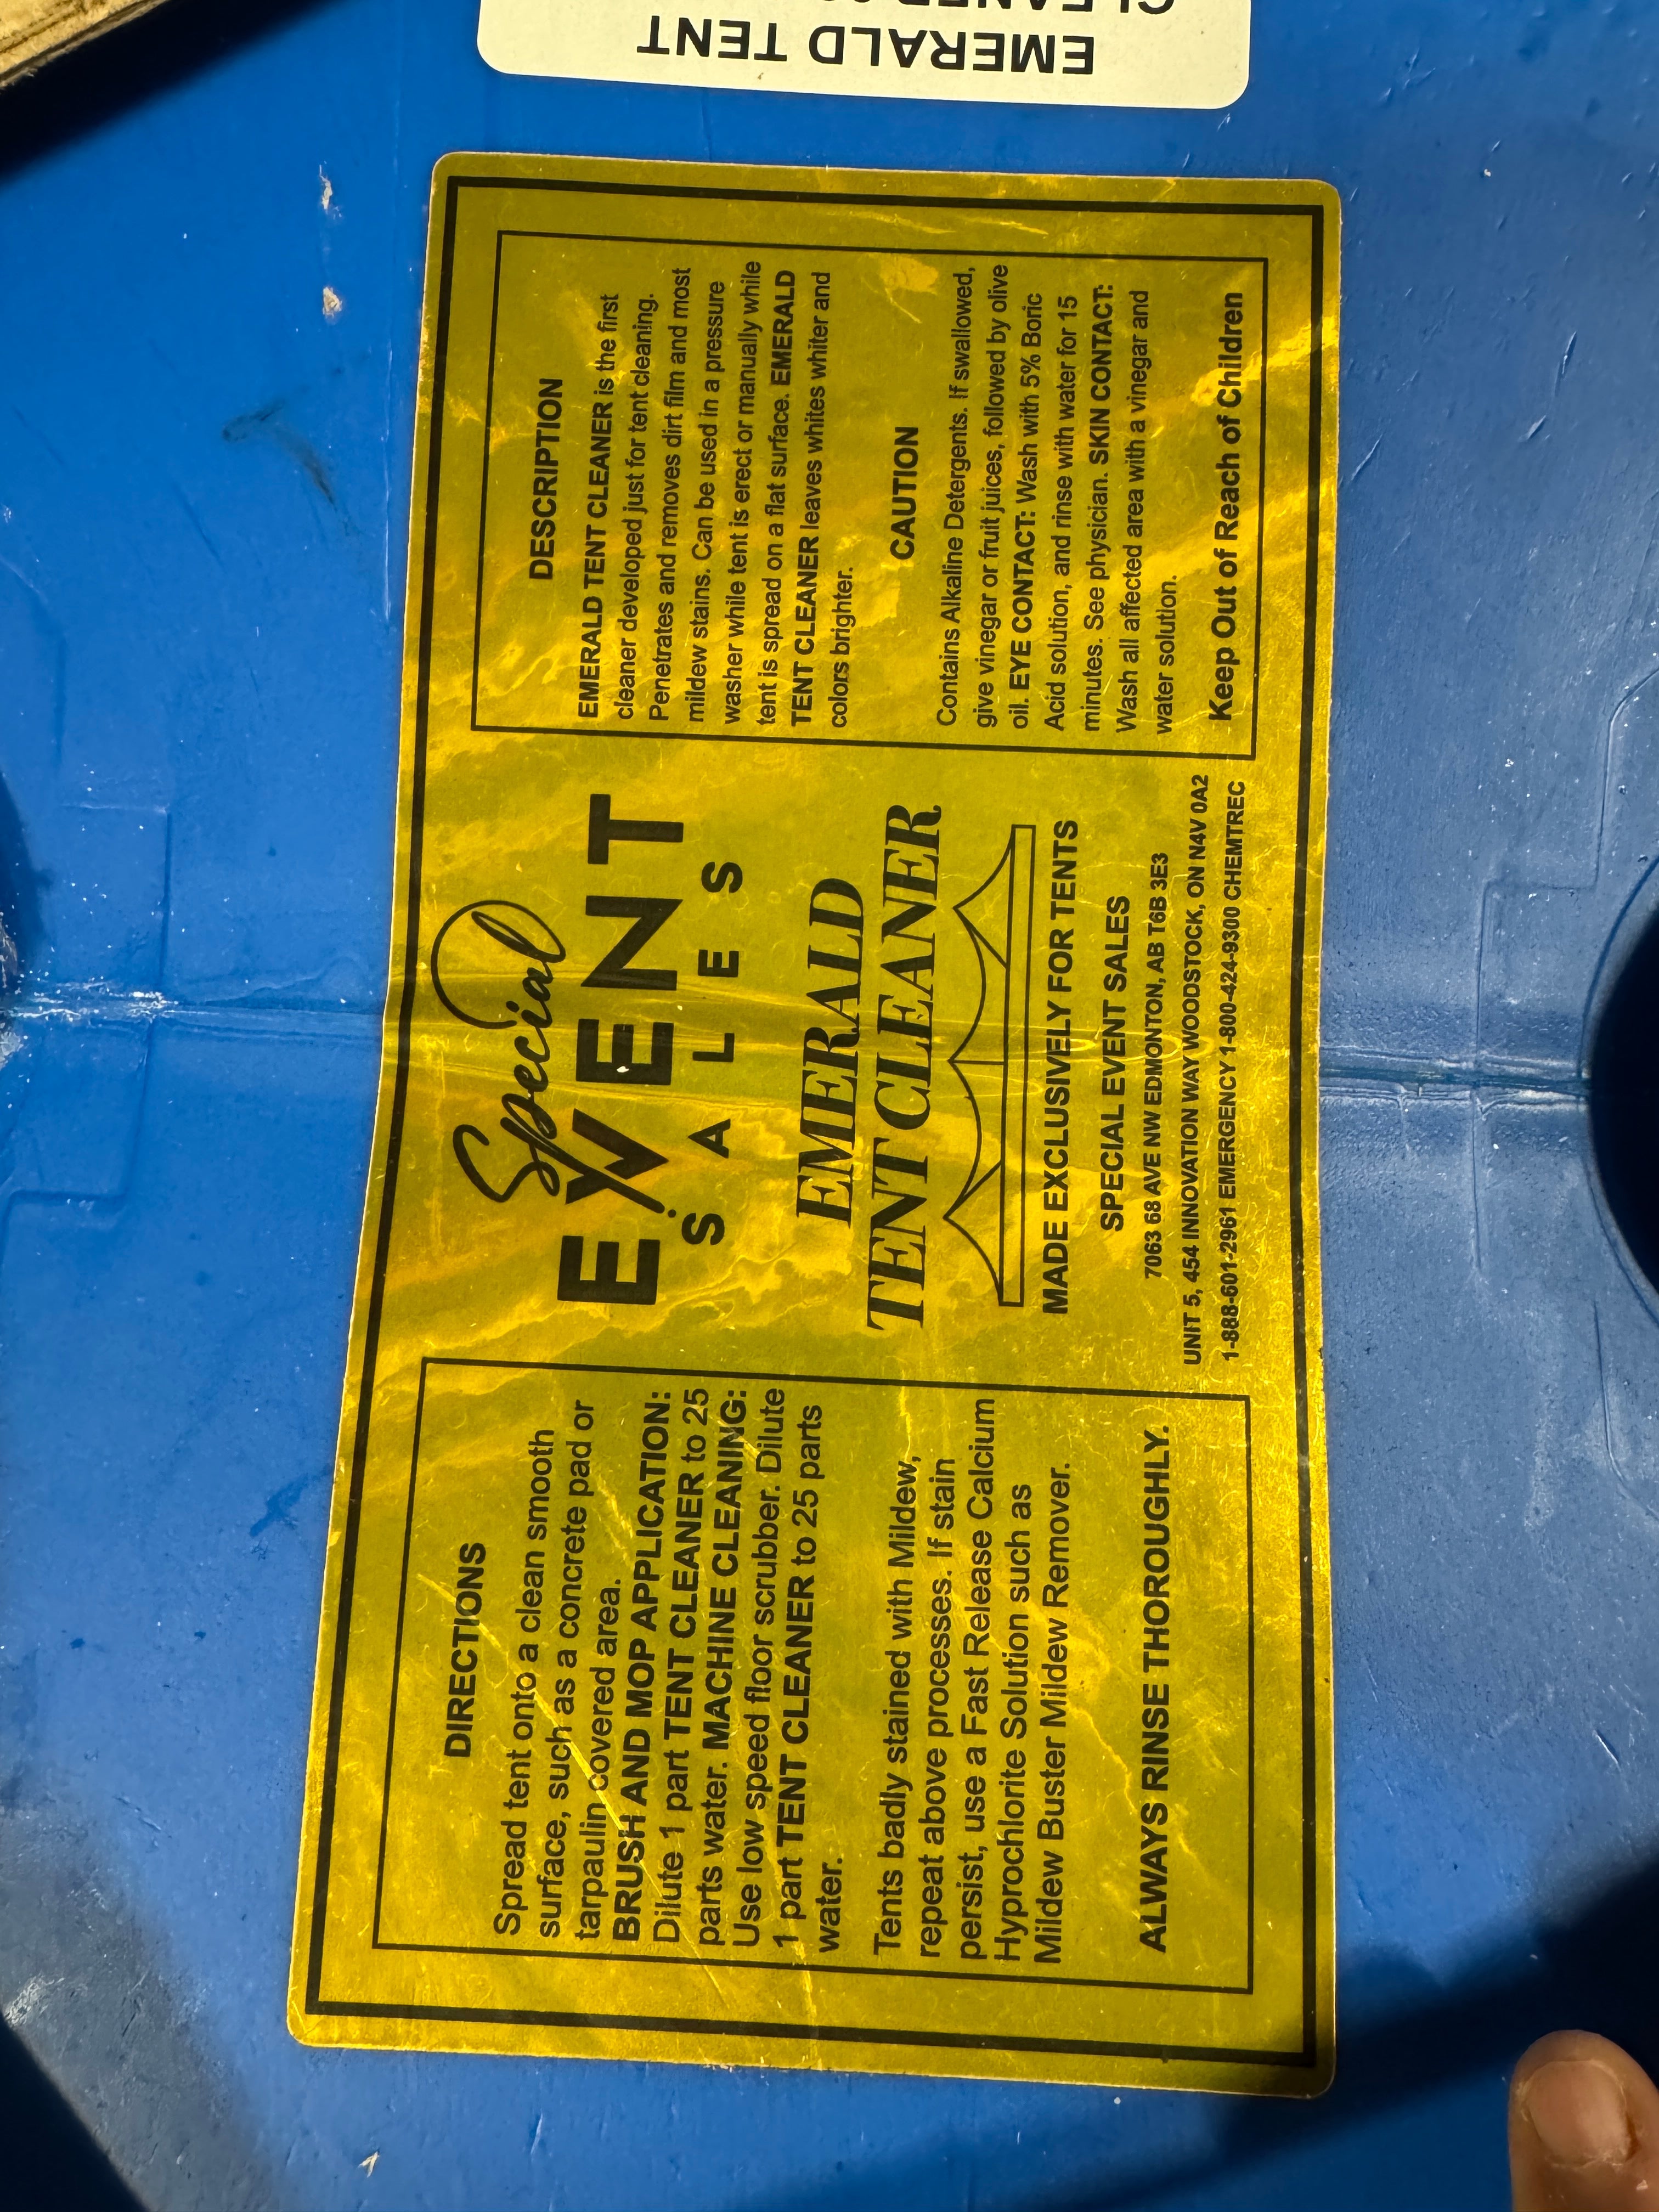 EMERALD TENT
DIRECTIONS
Spread tent onto a clean smooth
surface, such as a concrete pad or
tarpaulin covered area.
BRUSH AND MOP APPLICATION:
Dilute 1 part TENT CLEANER to 25
parts water. MACHINE CLEANING:
Use low speed floor scrubber. Dilute
1 part TENT CLEANER to 25 parts
water.
Tents badly stained with Mildew,
repeat above processes. If stain
persist, use a Fast Release Calcium
Hyprochlorite Solution such as
Mildew Buster Mildew Remover.
ALWAYS RINSE THOROUGHLY.
Special
EVENT
SALES
EMERALD
TENT CLEANER
MADE EXCLUSIVELY FOR TENTS
SPECIAL EVENT SALES
7063 68 AVE NW EDMONTON, AB T6B 3E3
UNIT 5, 454 INNOVATION WAY WOODSTOCK, ON N4V 0A2
1-888-601-2961 EMERGENCY 1-800-424-9300 CHEMTREC
DESCRIPTION
EMERALD TENT CLEANER is the first
cleaner developed just for tent cleaning.
Penetrates and removes dirt film and most
mildew stains. Can be used in a pressure
washer while tent is erect or manually while
tent is spread on a flat surface. EMERALD
TENT CLEANER leaves whites whiter and
colors brighter.
CAUTION
Contains Alkaline Detergents. If swallowed,
give vinegar or fruit juices, followed by olive
oil. EYE CONTACT: Wash with 5% Boric
Acid solution, and rinse with water for 15
minutes. See physician. SKIN CONTACT:
Wash all affected area with a vinegar and
water solution.
Keep Out of Reach of Children